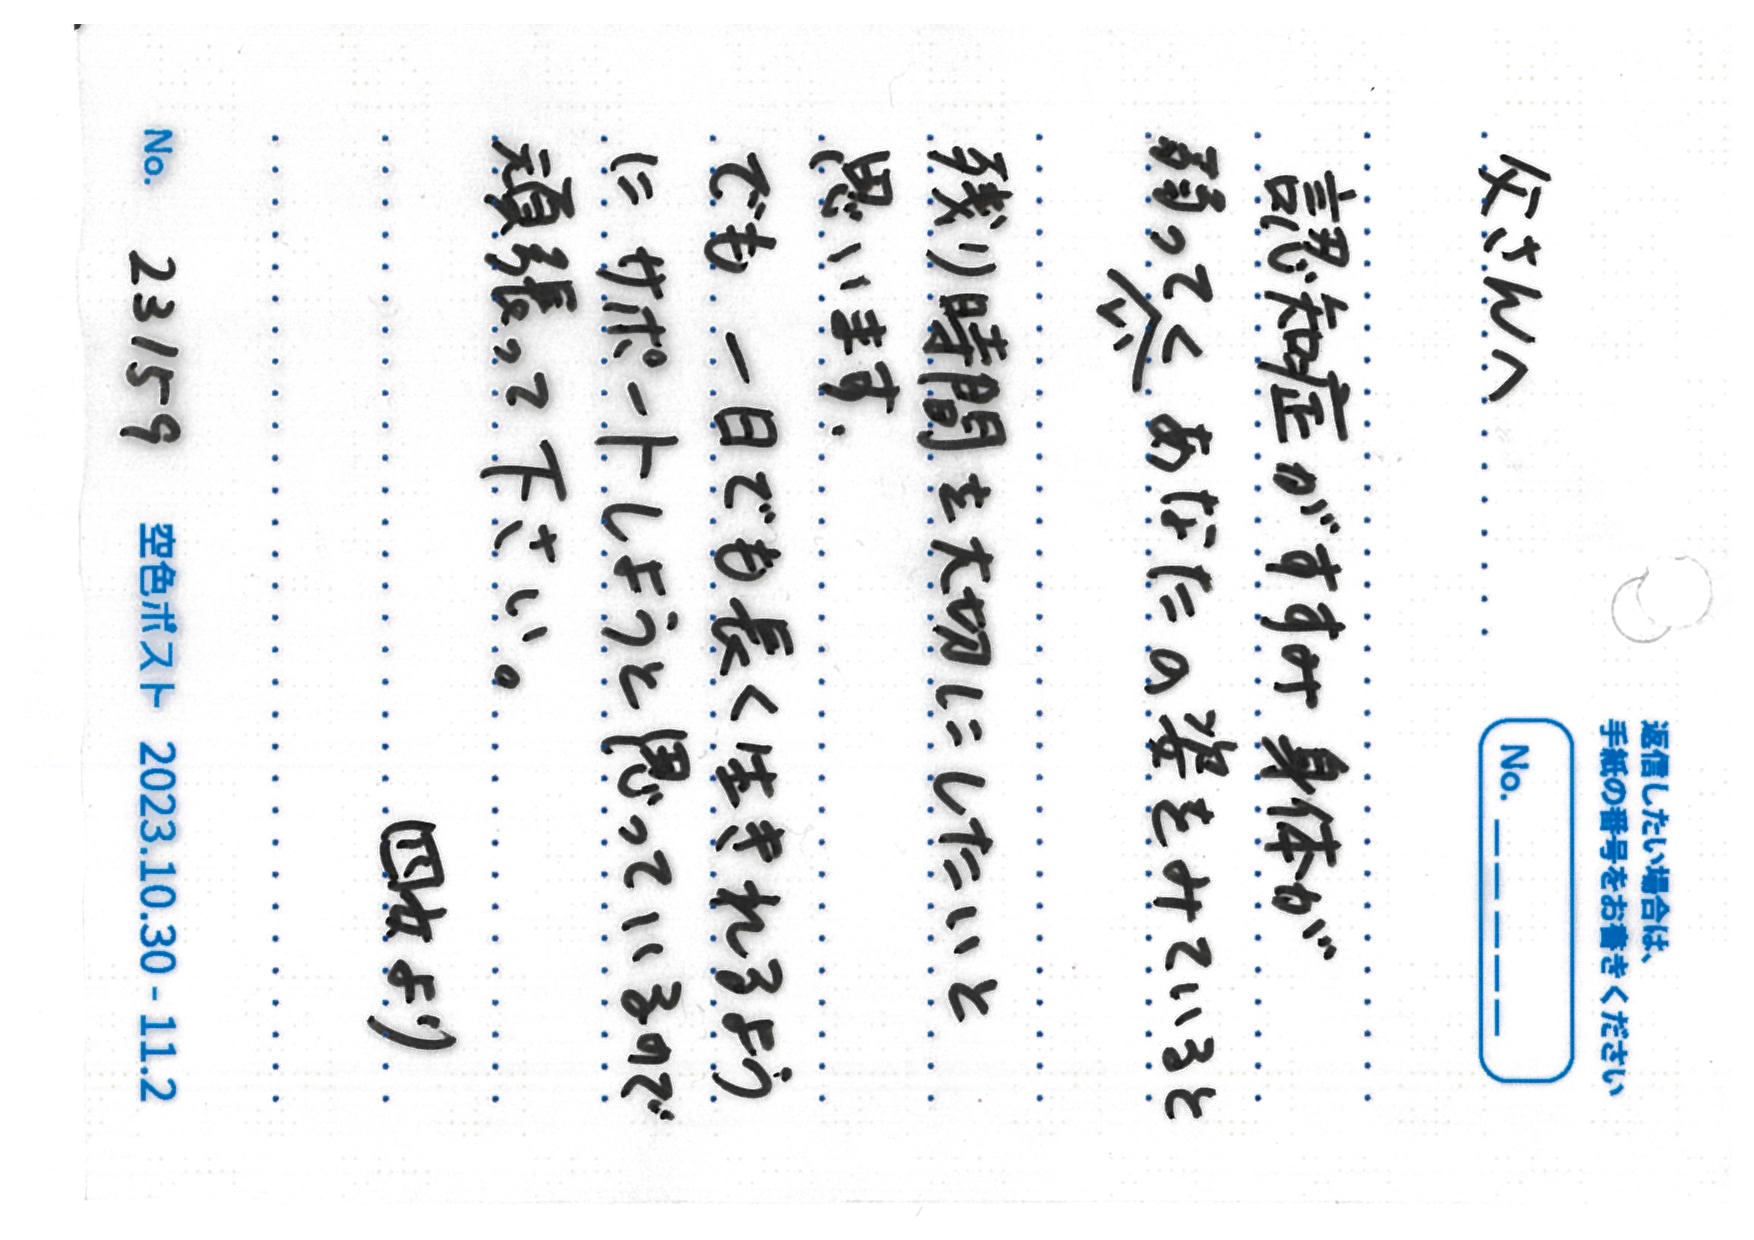 返信したい場合は、
手紙の番号をお書きください
No. _ _ _ _ _
父さんへ
認知症がすすみ 身体が
弱っていく あなたの姿をみていると
残り時間を大切にしたいと
思います.
でも 一日でも長く生きれるよう
に サポートしようと思っているので
頑張って下さい。
四女より
No. 23159
空色ポスト 2023.10.30 - 11.2